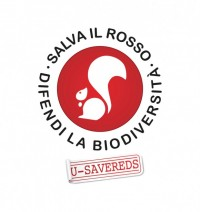 · SALVA IL ROSSO ·
DIFENDI LA BIODIVERSITÀ
U-SAVEREDS